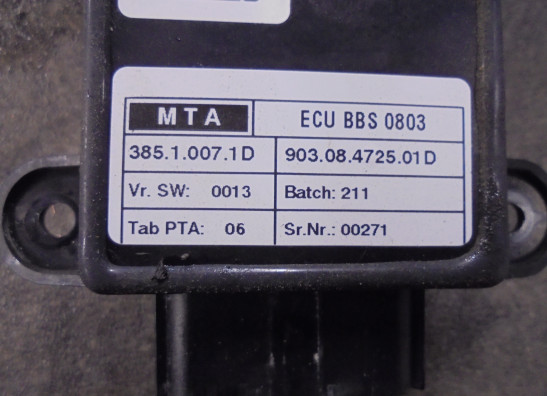 MTA ECU BBS 0803
385.1.007.1D 903.08.4725.01D
Vr. SW: 0013 Batch: 211
Tab PTA: 06 Sr.Nr.: 00271